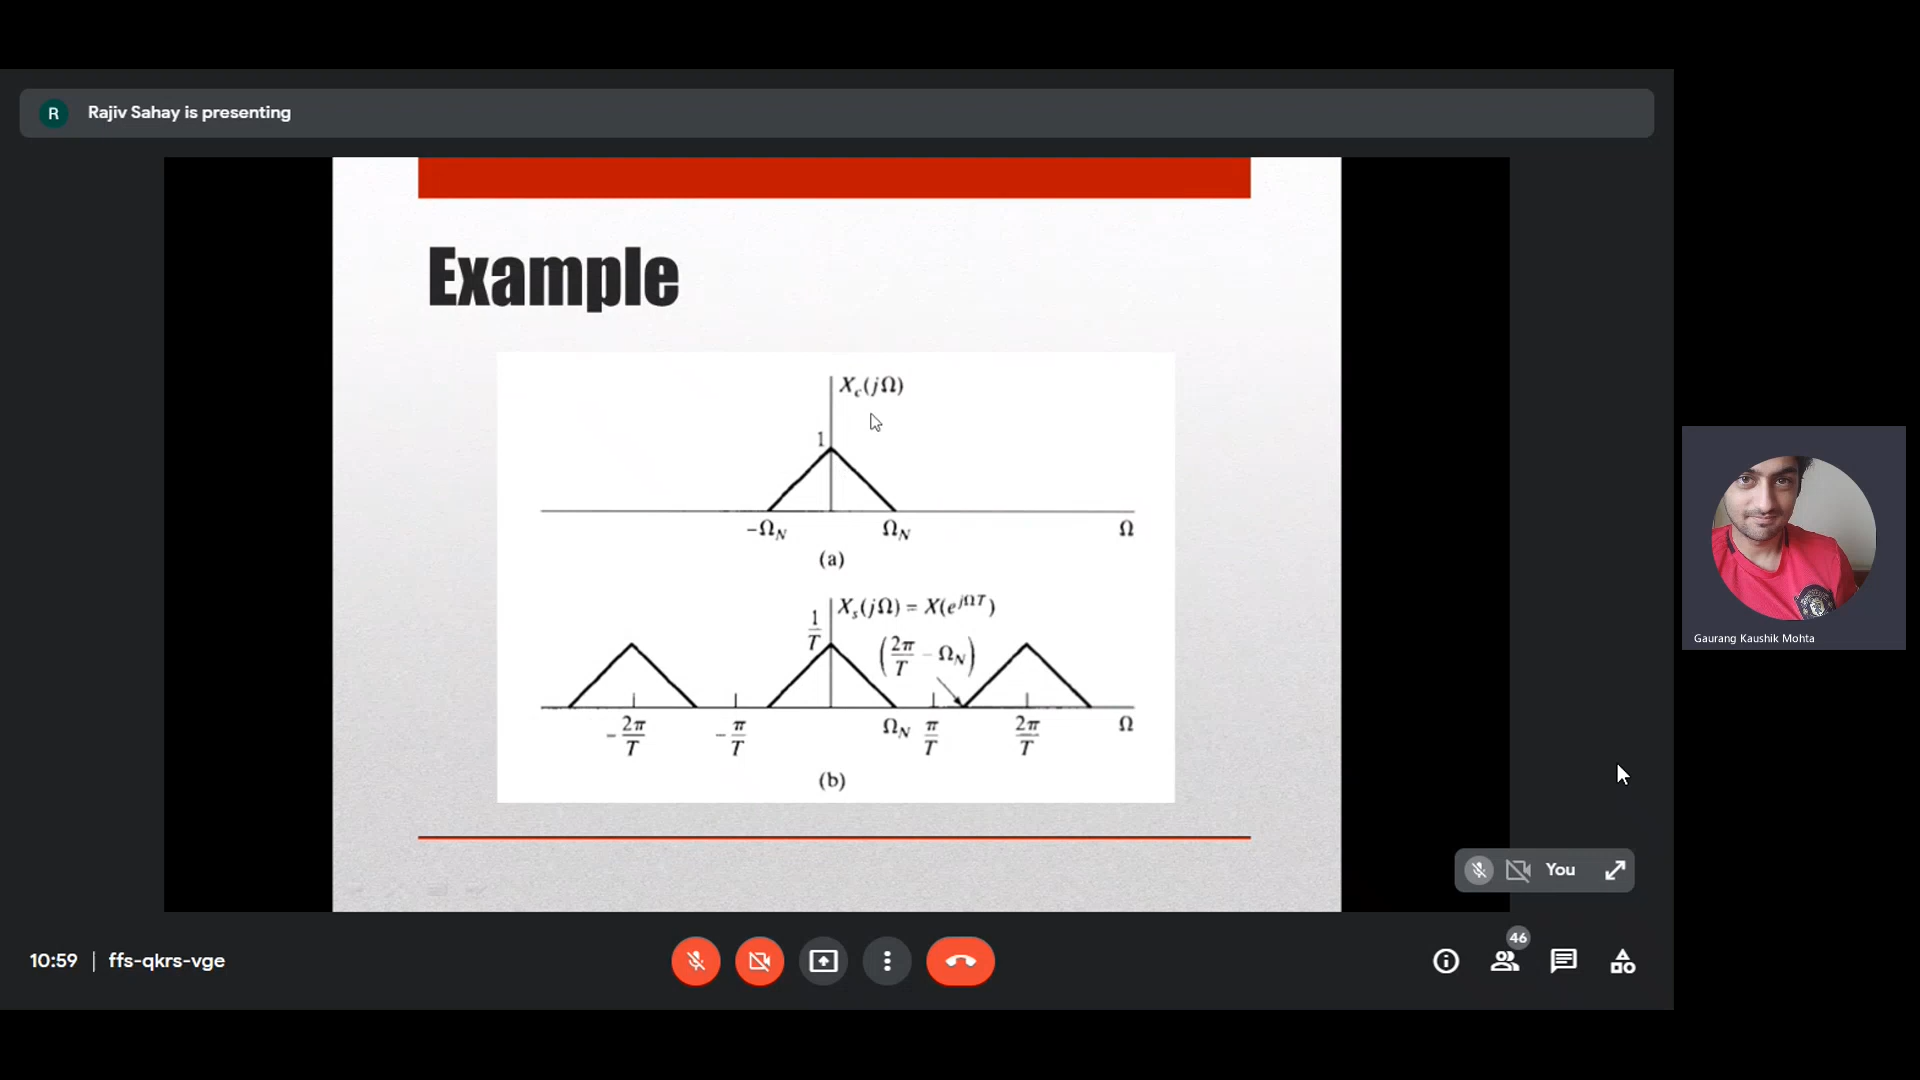 R Rajiv Sahay is presenting
Example
X_c(jΩ)
1
-Ω_N Ω_N Ω
(a)
1/T X_s(jΩ) = X(e^{jΩT})
(2π/T - Ω_N)
-2π/T -π/T Ω_N π/T 2π/T Ω
(b)
Gaurang Kaushik Mohta
You
46
10:59 | ffs-qkrs-vge